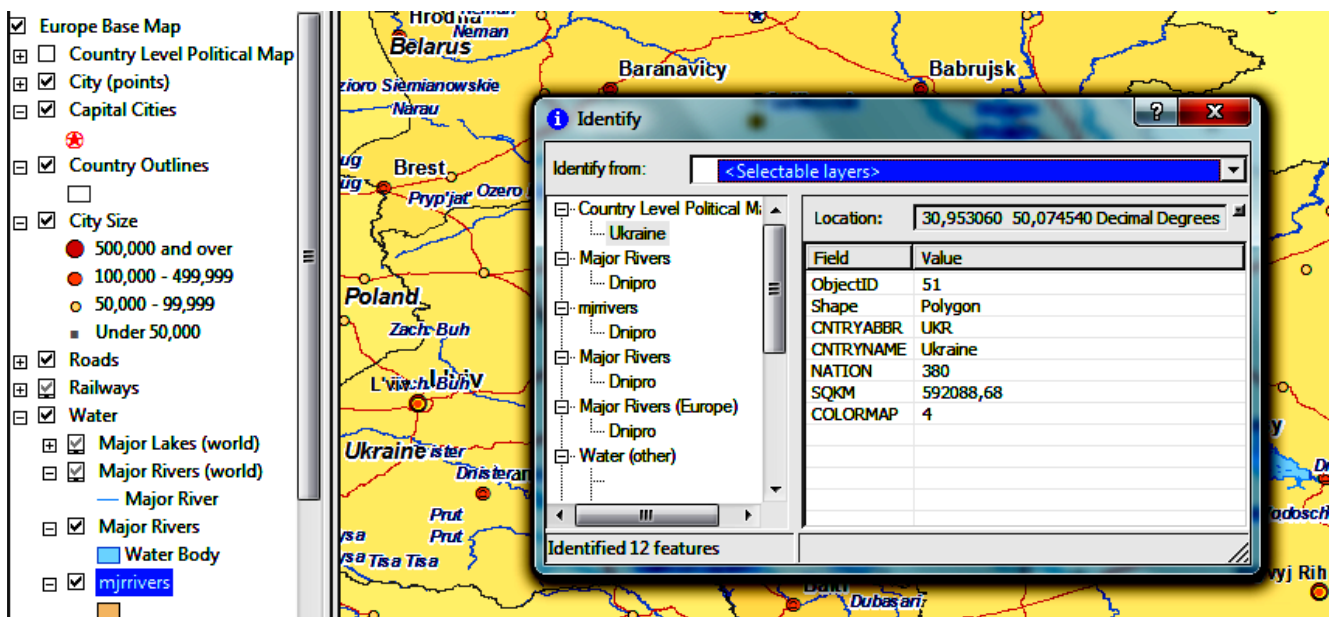 Europe Base Map
Country Level Political Map
City (points)
Capital Cities
Country Outlines
City Size
500,000 and over
100,000 - 499,999
50,000 - 99,999
Under 50,000
Roads
Railways
Water
Major Lakes (world)
Major Rivers (world)
Major River
Major Rivers
Water Body
mjrrivers
Hrodna
Neman
Belarus
Baranavicy
Babrujsk
zioro Siemianowskie
Narau
Brest
Pryp'jat' Ozero
Poland
Zach. Buh
L'viv
Ukraine
Prut
Prut
Tisa Tisa
Dubasari
vyj Rih
Identify
Identify from:
<Selectable layers>
Country Level Political Ma
Ukraine
Major Rivers
Dnipro
mjrrivers
Dnipro
Major Rivers
Dnipro
Major Rivers (Europe)
Dnipro
Water (other)
....
Location: 30,953060 50,074540 Decimal Degrees
Field Value
ObjectID 51
Shape Polygon
CNTRYABBR UKR
CNTRYNAME Ukraine
NATION 380
SQKM 592088,68
COLORMAP 4
Identified 12 features